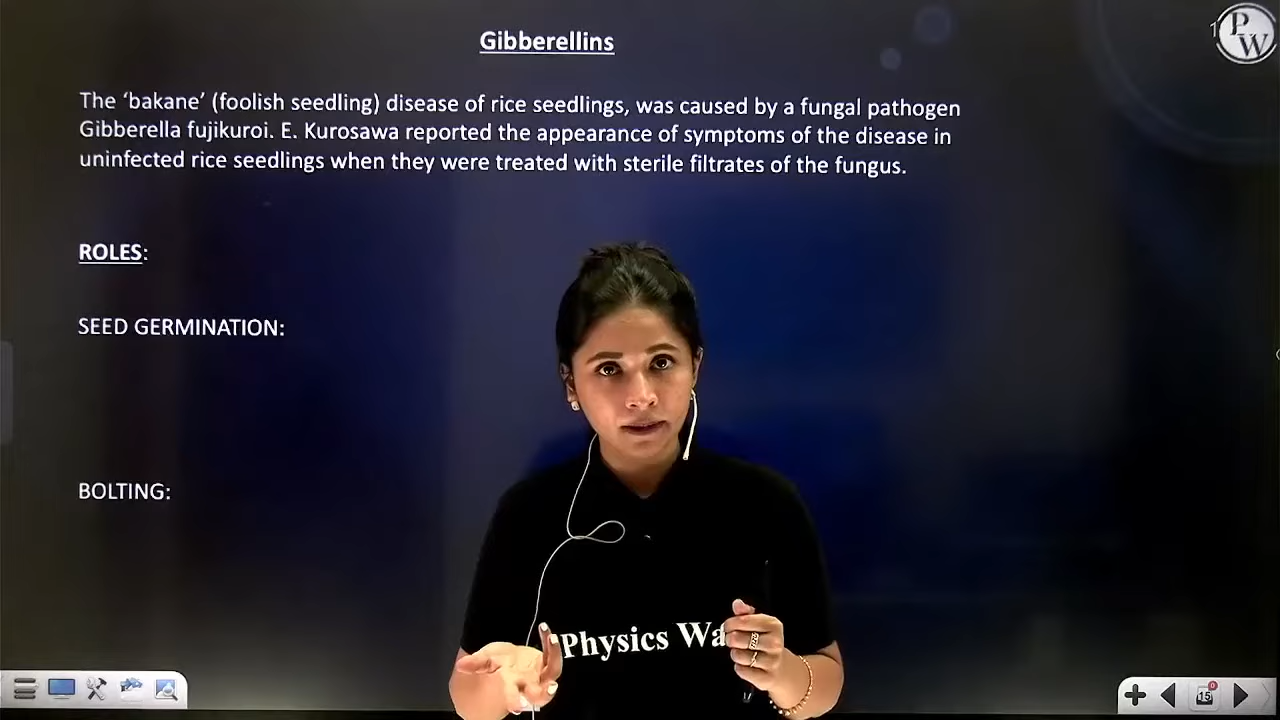 Gibberellins
P
W
The ‘bakane’ (foolish seedling) disease of rice seedlings, was caused by a fungal pathogen
Gibberella fujikuroi. E. Kurosawa reported the appearance of symptoms of the disease in
uninfected rice seedlings when they were treated with sterile filtrates of the fungus.
ROLES:
SEED GERMINATION:
BOLTING:
Physics Wa
15